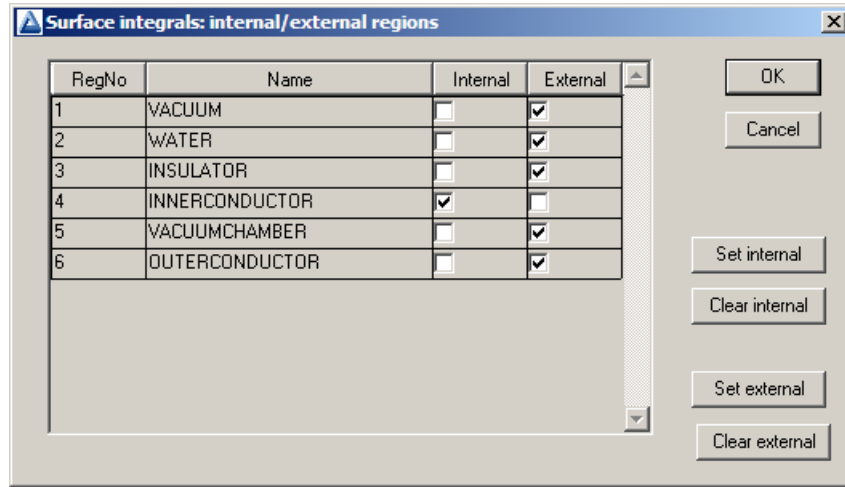 Surface integrals: internal/external regions
RegNo Name Internal External
1 VACUUM
2 WATER
3 INSULATOR
4 INNERCONDUCTOR
5 VACUUMCHAMBER
6 OUTERCONDUCTOR
OK
Cancel
Set internal
Clear internal
Set external
Clear external